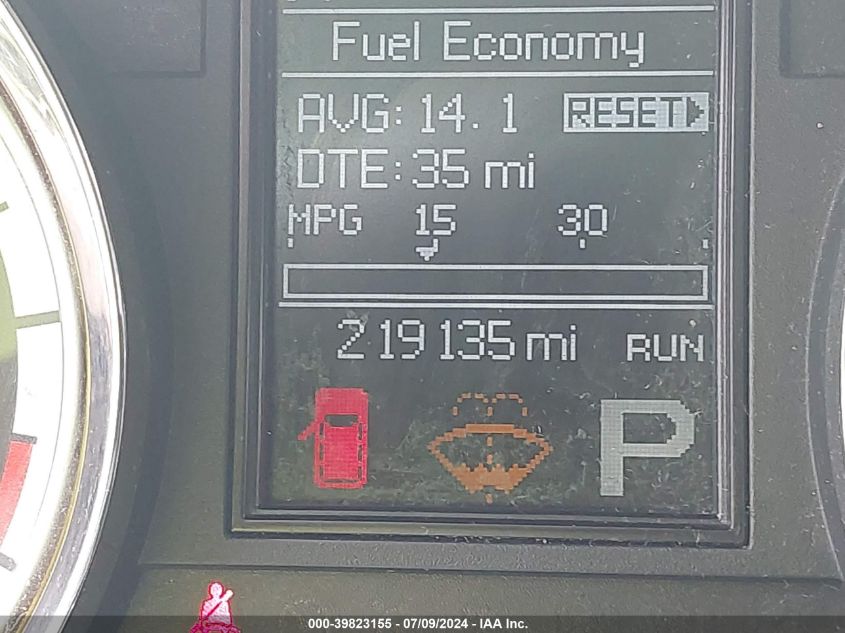 Fuel Economy
AVG: 14.1 RESET
DTE: 35 mi
MPG 15 30
219135 mi RUN
P
000-39823155 - 07/09/2024 - IAA Inc.